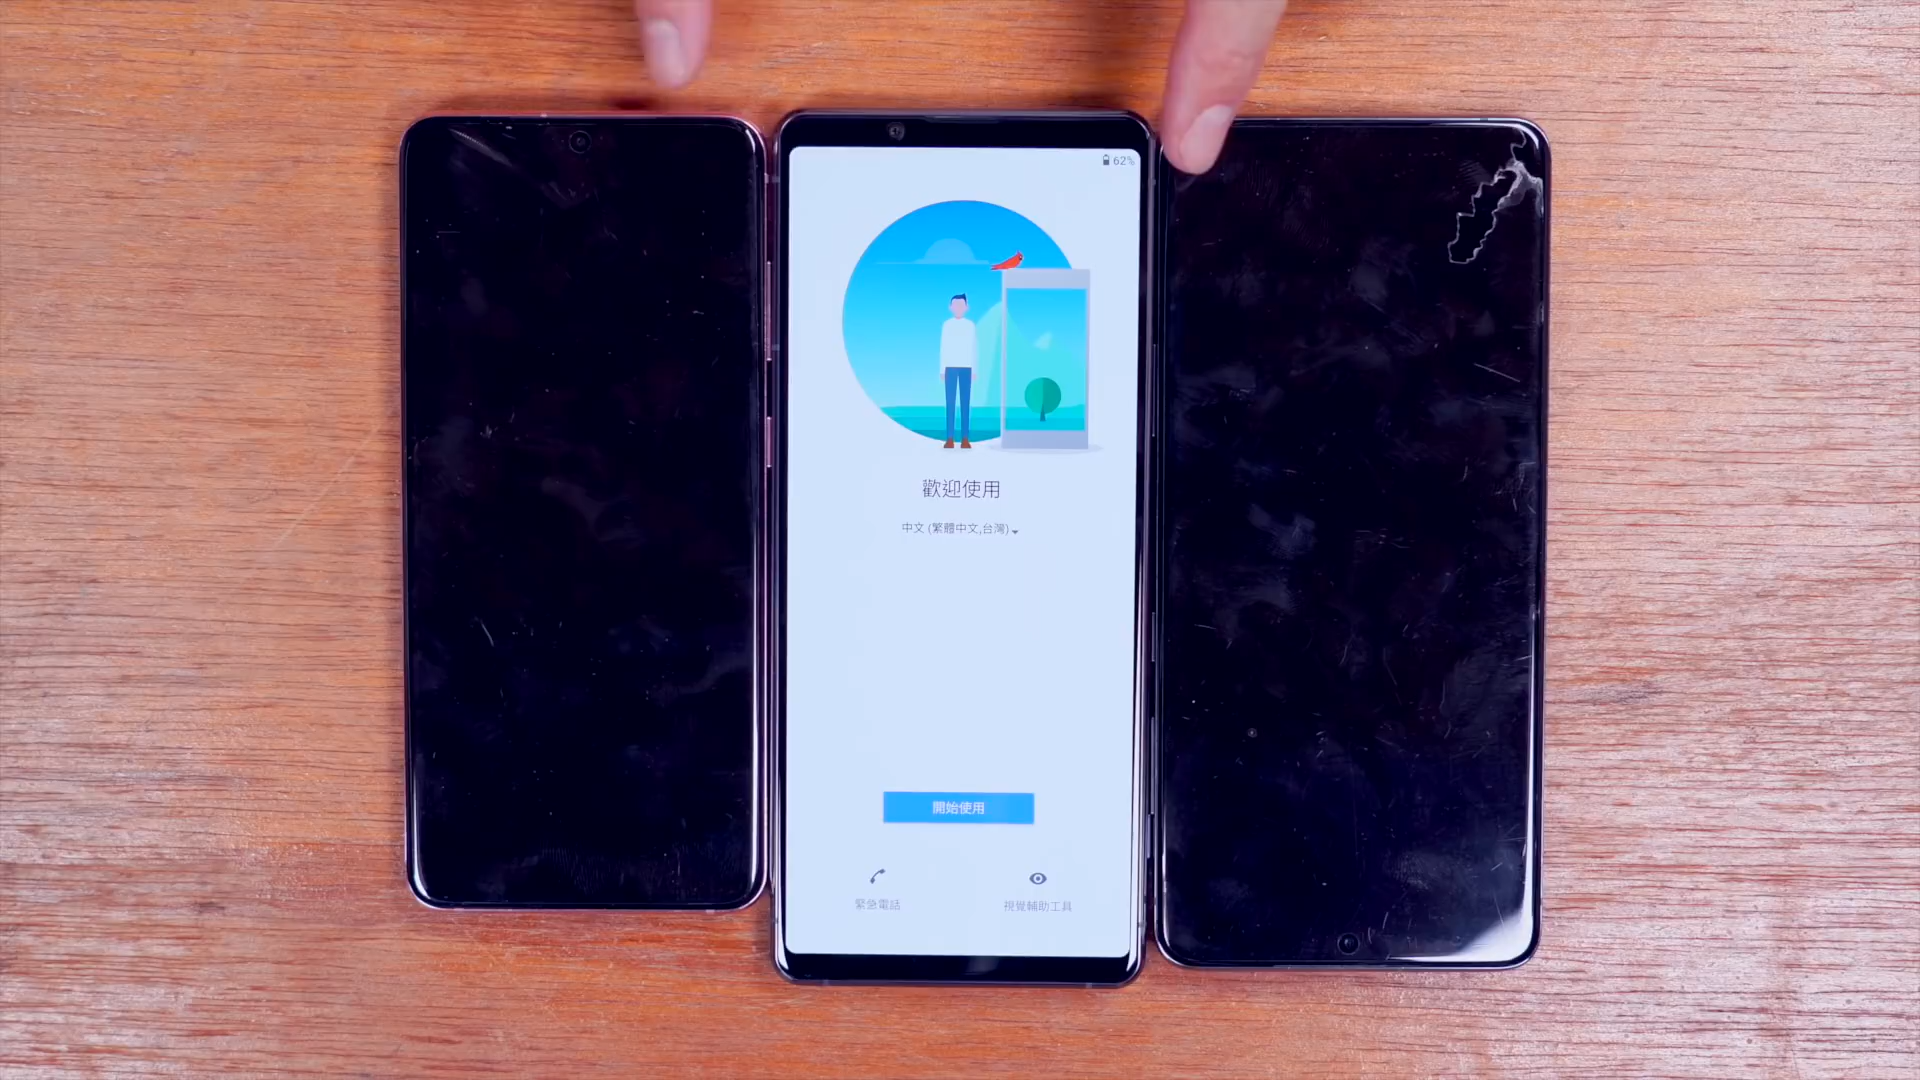 62%
歡迎使用
中文 (繁體中文,台灣)
開始使用
緊急電話
視覺輔助工具